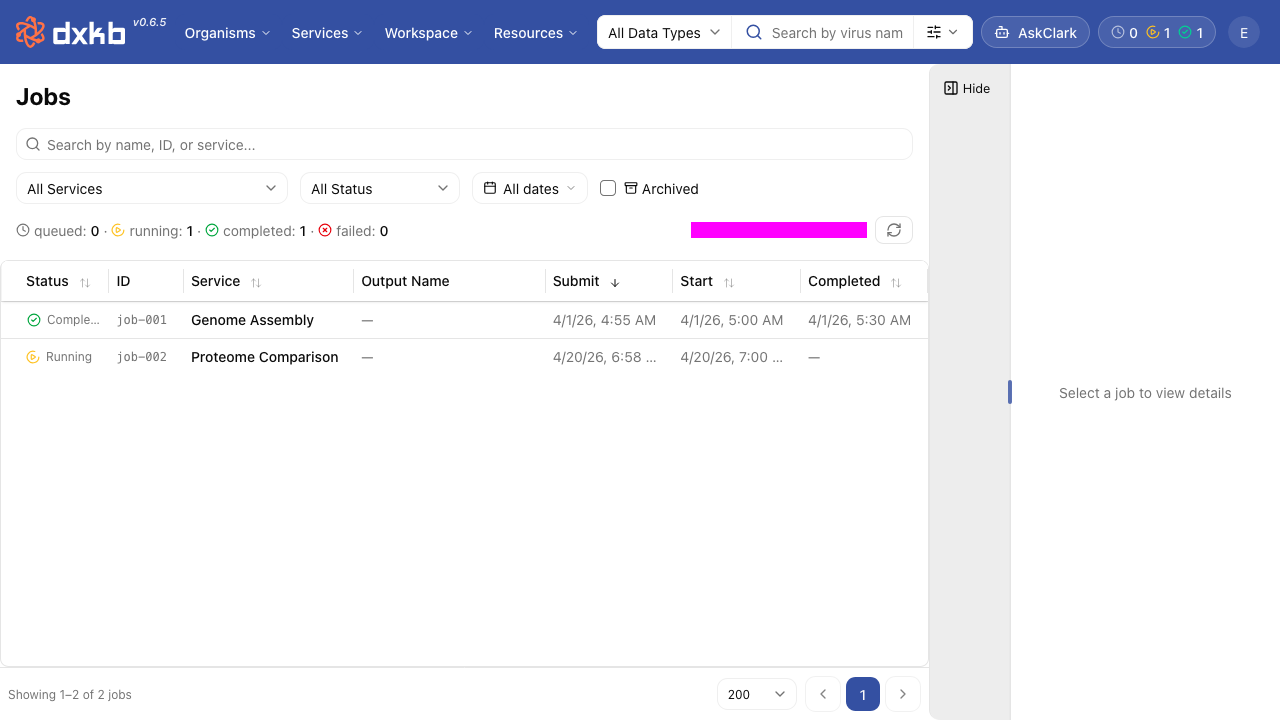 dxkb v0.6.5 Organisms Services Workspace Resources All Data Types Search by virus nam AskClark 0 1 1 E
Jobs
Hide
Search by name, ID, or service...
All Services All Status All dates Archived
queued: 0 · running: 1 · completed: 1 · failed: 0
Status ID Service Output Name Submit Start Completed
Comple... job-001 Genome Assembly — 4/1/26, 4:55 AM 4/1/26, 5:00 AM 4/1/26, 5:30 AM
Running job-002 Proteome Comparison — 4/20/26, 6:58 ... 4/20/26, 7:00 ... —
Select a job to view details
Showing 1–2 of 2 jobs 200 1